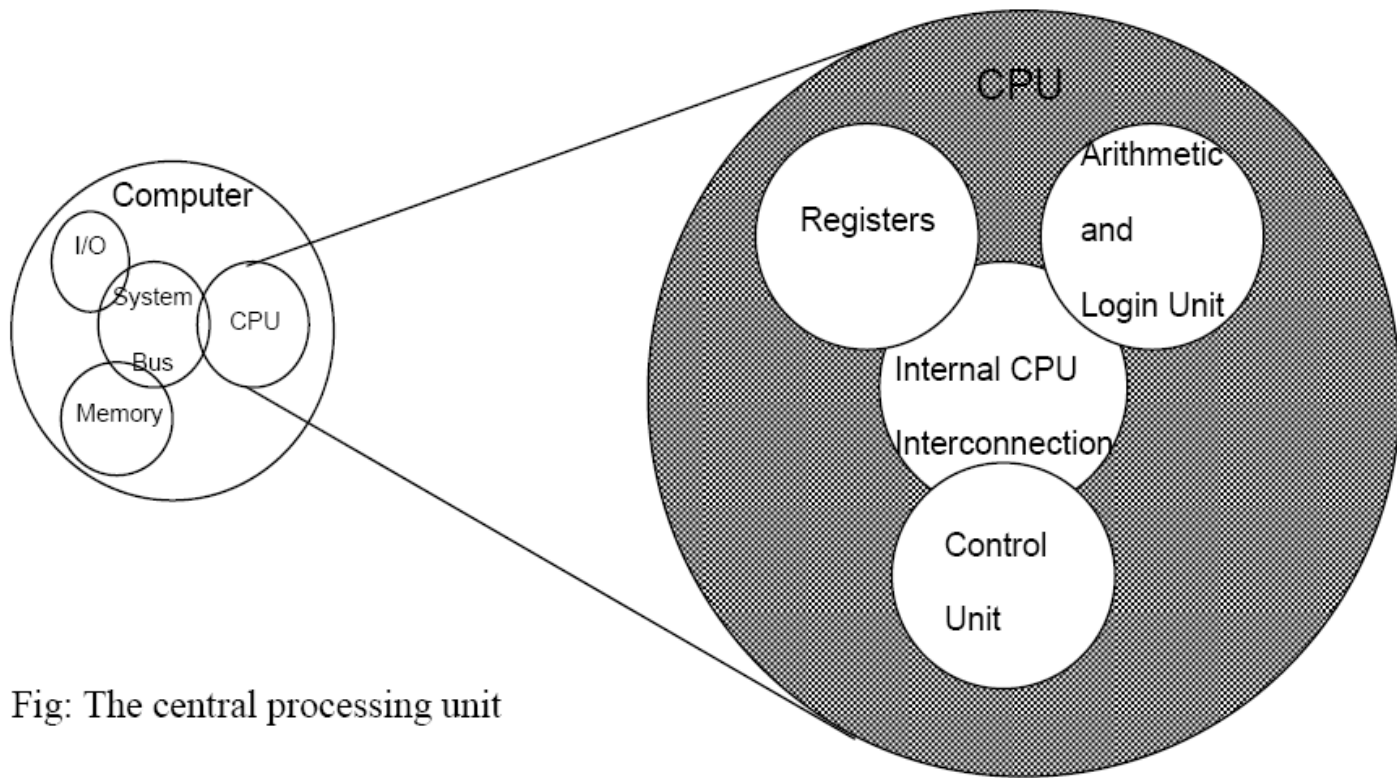 Computer
I/O
System
Bus
CPU
Memory
CPU
Registers
Arithmetic
and
Login Unit
Internal CPU
Interconnection
Control
Unit
Fig: The central processing unit